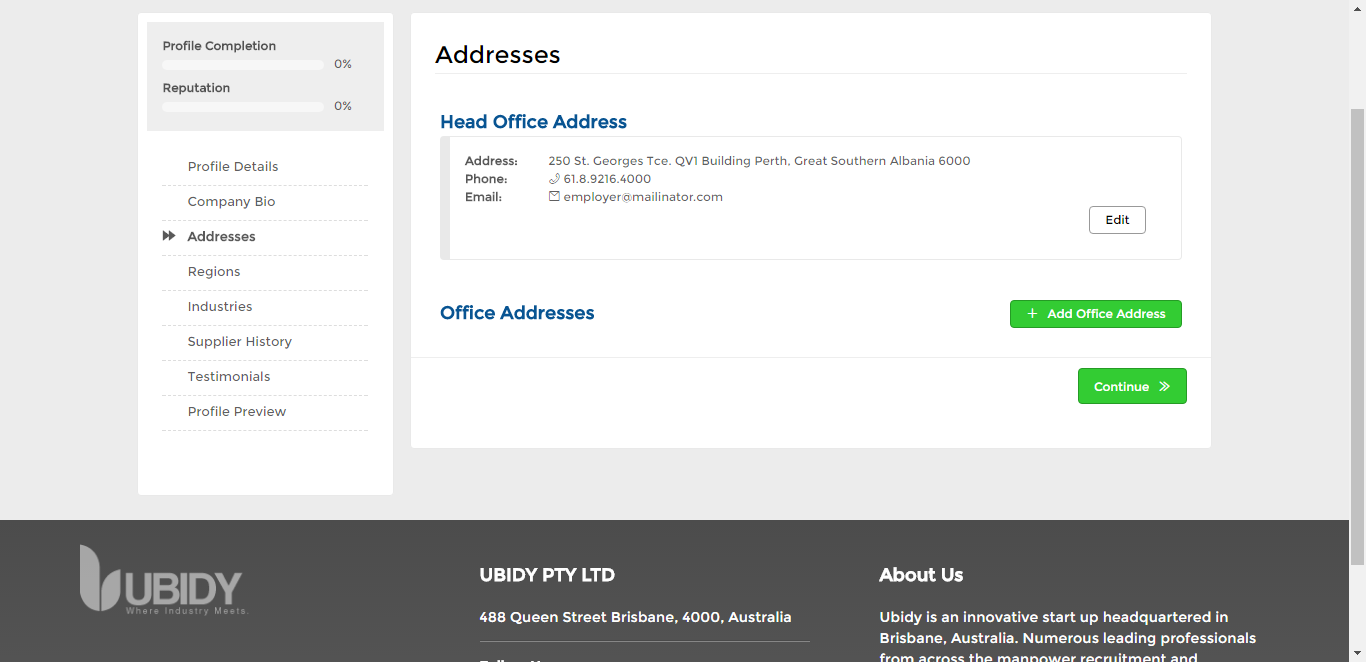 Profile Completion
0%
Reputation
0%
Profile Details
Company Bio
Addresses
Regions
Industries
Supplier History
Testimonials
Profile Preview
Addresses
Head Office Address
Address: 250 St. Georges Tce. QV1 Building Perth, Great Southern Albania 6000
Phone: 61.8.9216.4000
Email: employer@mailinator.com
Edit
Office Addresses
+ Add Office Address
Continue
UBIDY
Where Industry Meets.
UBIDY PTY LTD
488 Queen Street Brisbane, 4000, Australia
About Us
Ubidy is an innovative start up headquartered in
Brisbane, Australia. Numerous leading professionals
from across the manpower recruitment and